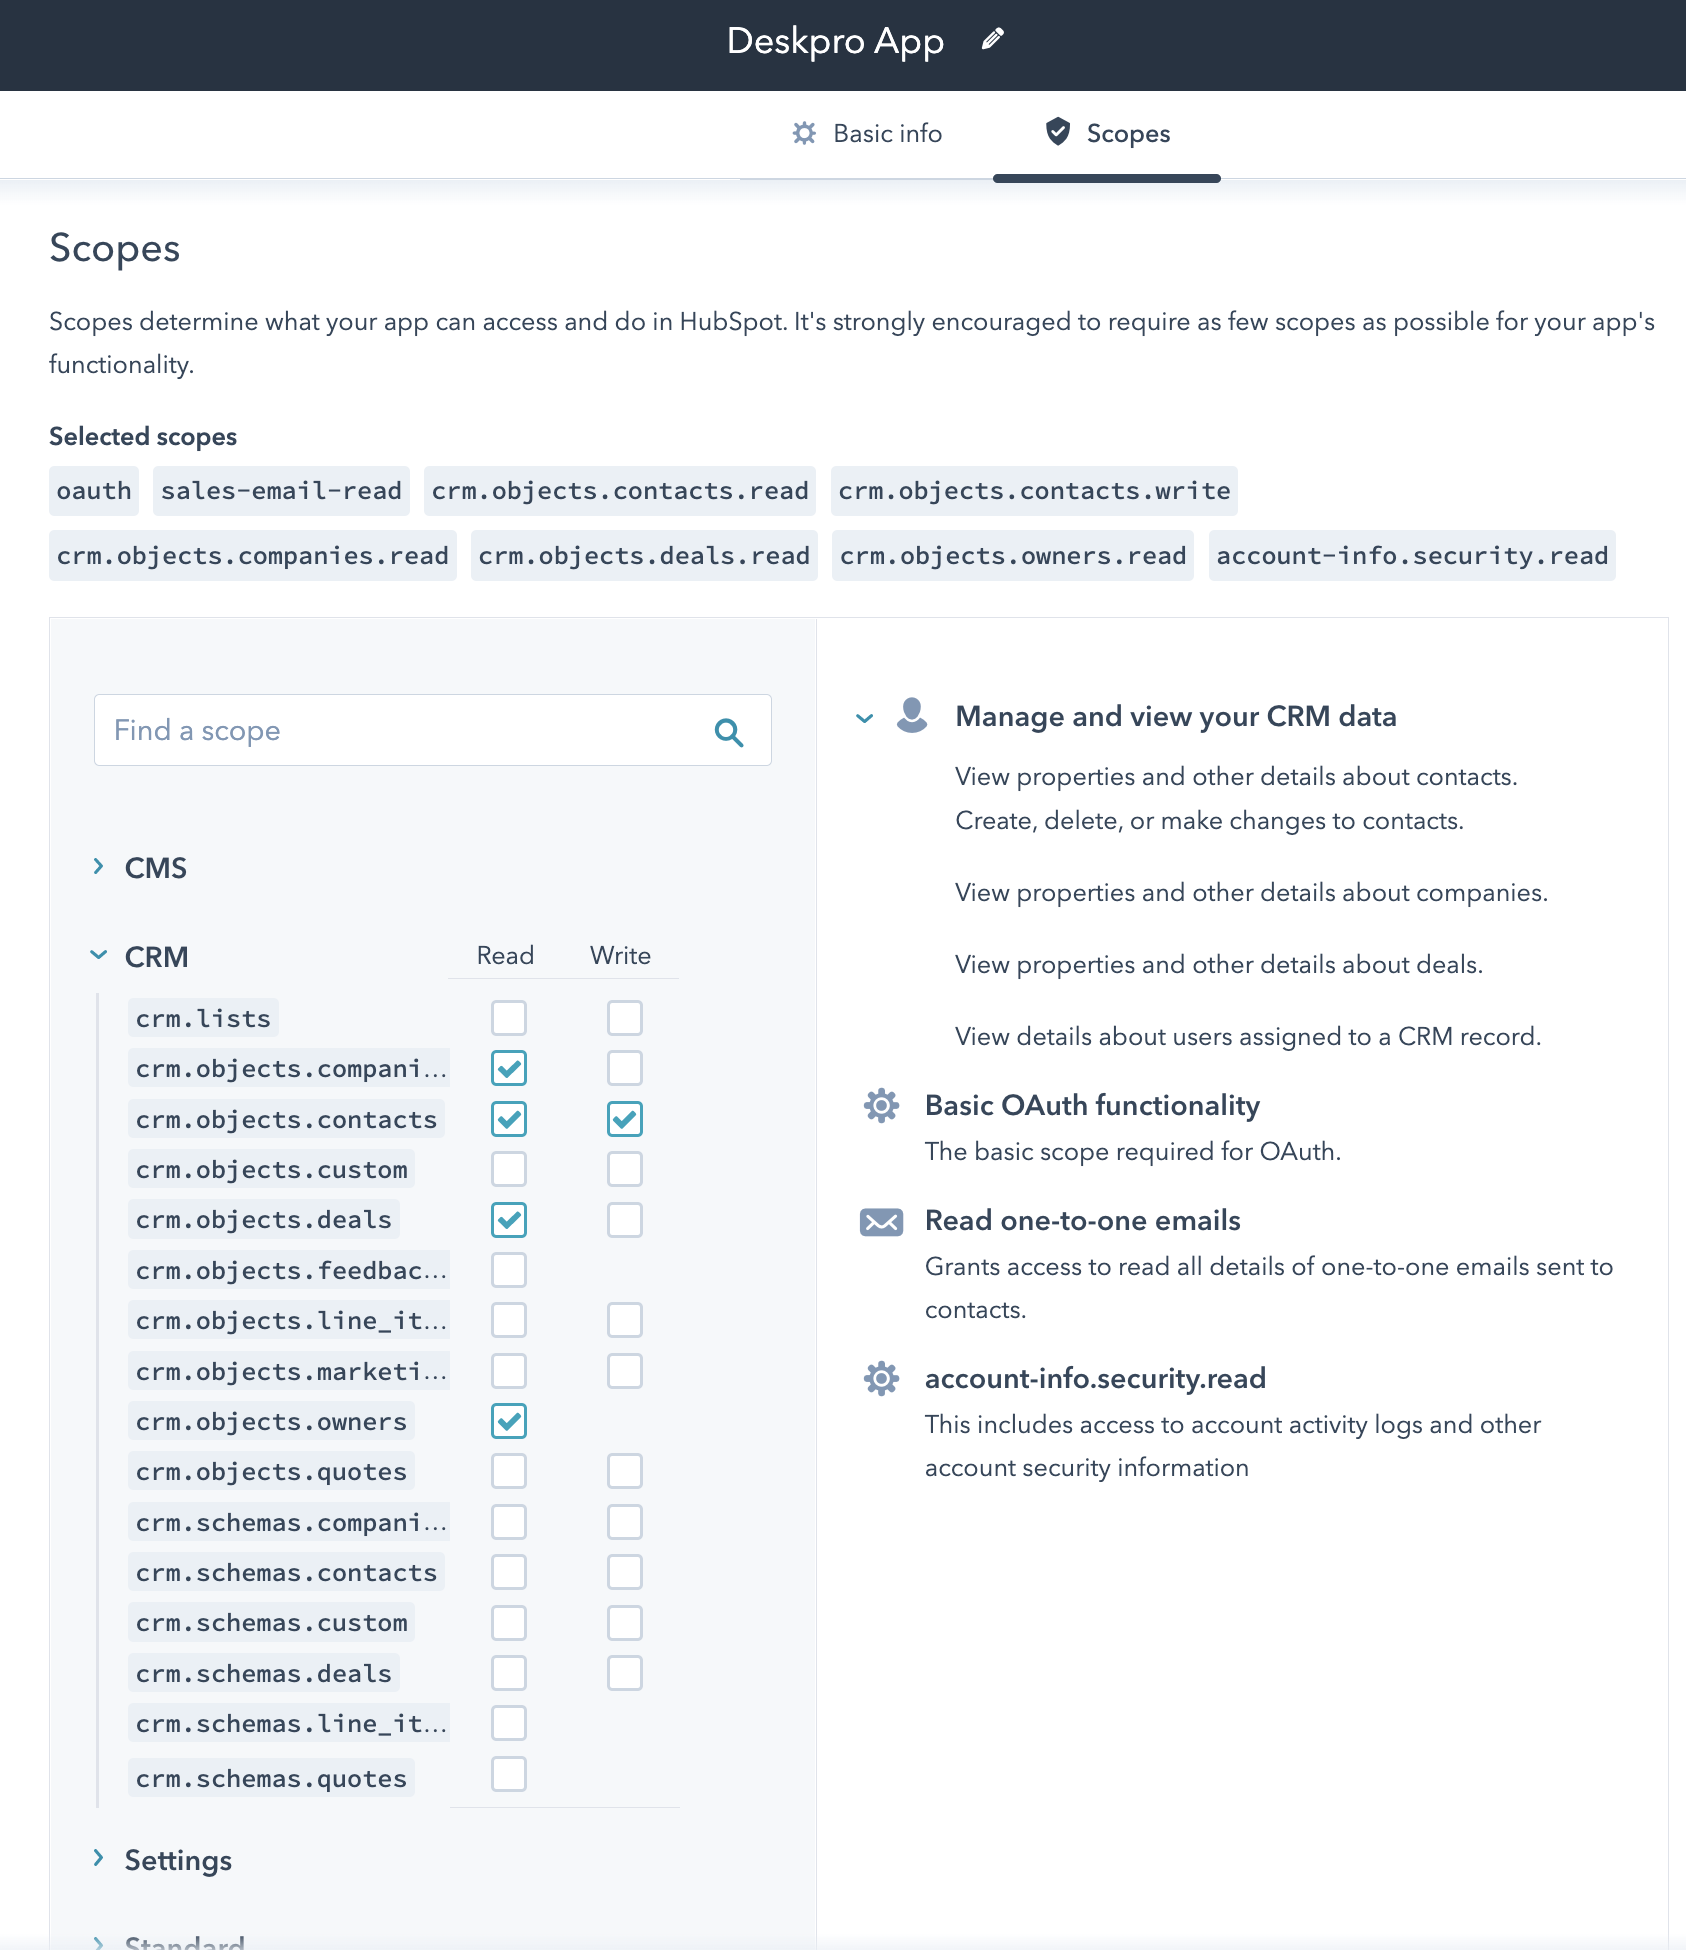 Deskpro App
Basic info
Scopes
Scopes
Scopes determine what your app can access and do in HubSpot. It's strongly encouraged to require as few scopes as possible for your app's
functionality.
Selected scopes
oauth sales-email-read crm.objects.contacts.read crm.objects.contacts.write
crm.objects.companies.read crm.objects.deals.read crm.objects.owners.read account-info.security.read
Find a scope
CMS
CRM Read Write
crm.lists
crm.objects.compani...
crm.objects.contacts
crm.objects.custom
crm.objects.deals
crm.objects.feedbac...
crm.objects.line_it...
crm.objects.marketi...
crm.objects.owners
crm.objects.quotes
crm.schemas.compani...
crm.schemas.contacts
crm.schemas.custom
crm.schemas.deals
crm.schemas.line_it...
crm.schemas.quotes
Settings
Standard
Manage and view your CRM data
View properties and other details about contacts.
Create, delete, or make changes to contacts.
View properties and other details about companies.
View properties and other details about deals.
View details about users assigned to a CRM record.
Basic OAuth functionality
The basic scope required for OAuth.
Read one-to-one emails
Grants access to read all details of one-to-one emails sent to
contacts.
account-info.security.read
This includes access to account activity logs and other
account security information